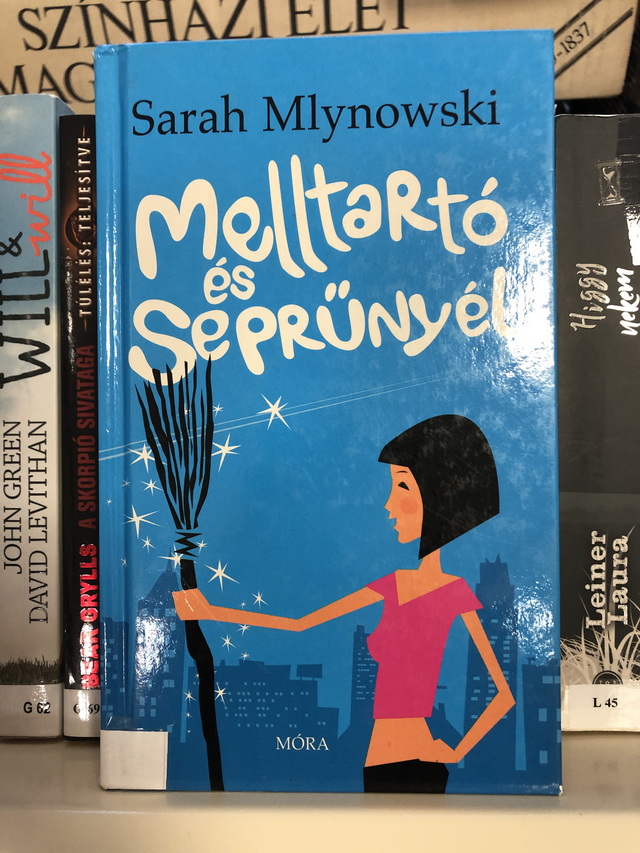 SZÍNHÁZI ÉLET
MAG
-1837
Sarah Mlynowski
Melltartó
és
Seprűnyél
MÓRA
WILL & will
JOHN GREEN
DAVID LEVITHAN
G 62
TÚLÉLÉS: TELJESÍTVE
A SKORPIÓ SIVATAGA
BEAR GRYLLS
G 69
Higgy
nekem
Leiner
Laura
L 45